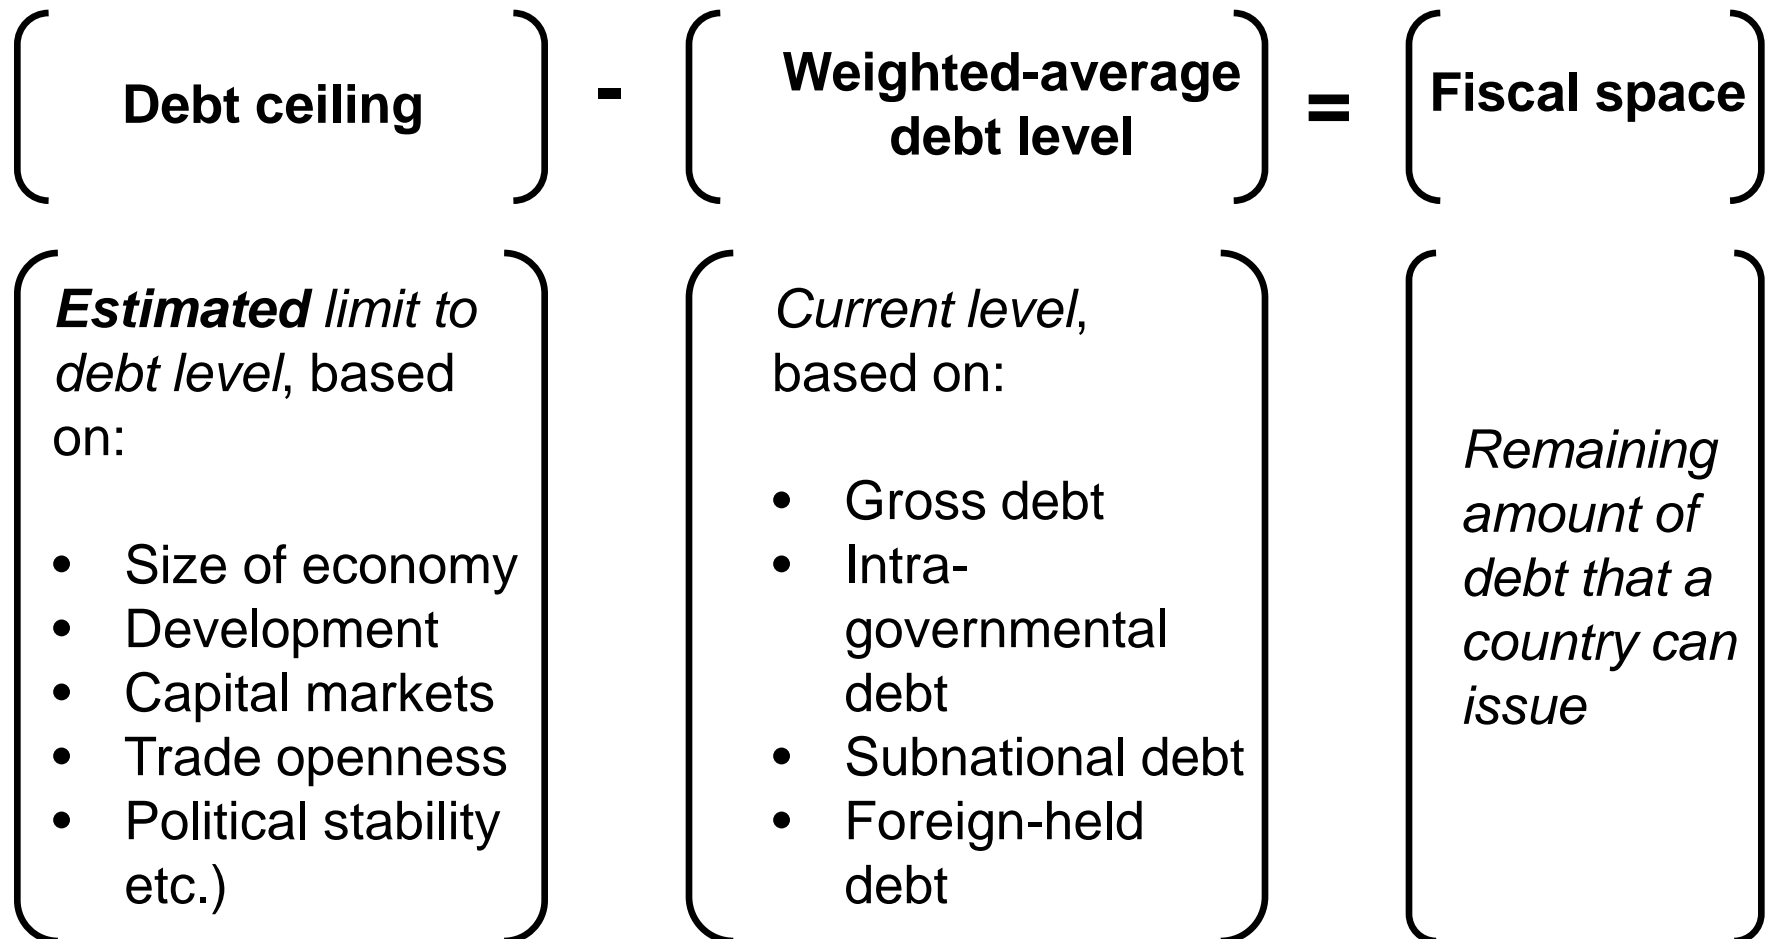 Debt ceiling
-
Weighted-average
debt level
=
Fiscal space
Estimated limit to
debt level, based
on:
• Size of economy
• Development
• Capital markets
• Trade openness
• Political stability
etc.)
Current level,
based on:
• Gross debt
• Intra-
governmental
debt
• Subnational debt
• Foreign-held
debt
Remaining
amount of
debt that a
country can
issue